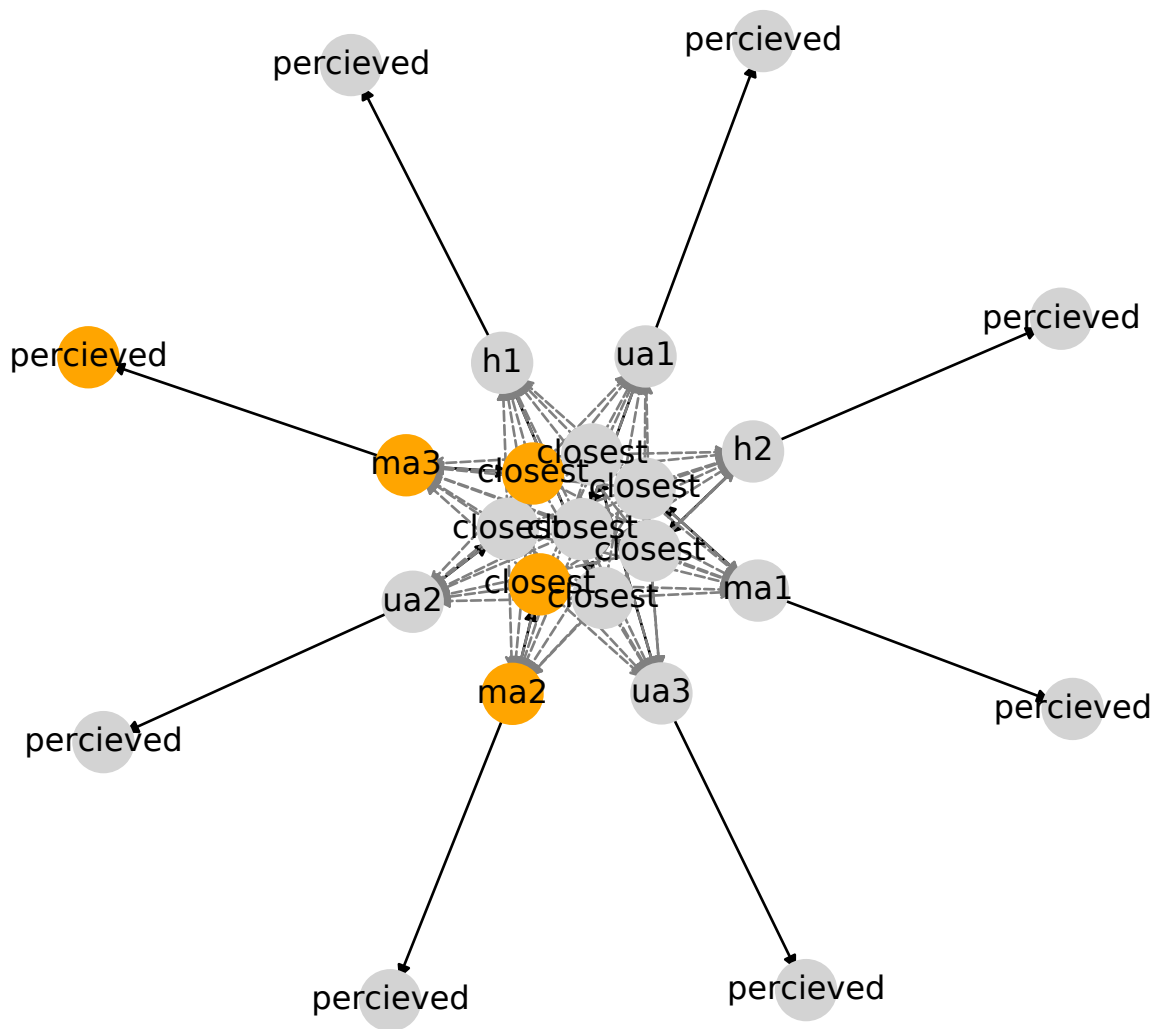 percieved
percieved
percieved
percieved
h1
ua1
h2
ma3
closest
closest
closest
closest
closest
closest
closest
closest
ua2
ma1
ma2
ua3
percieved
percieved
percieved
percieved